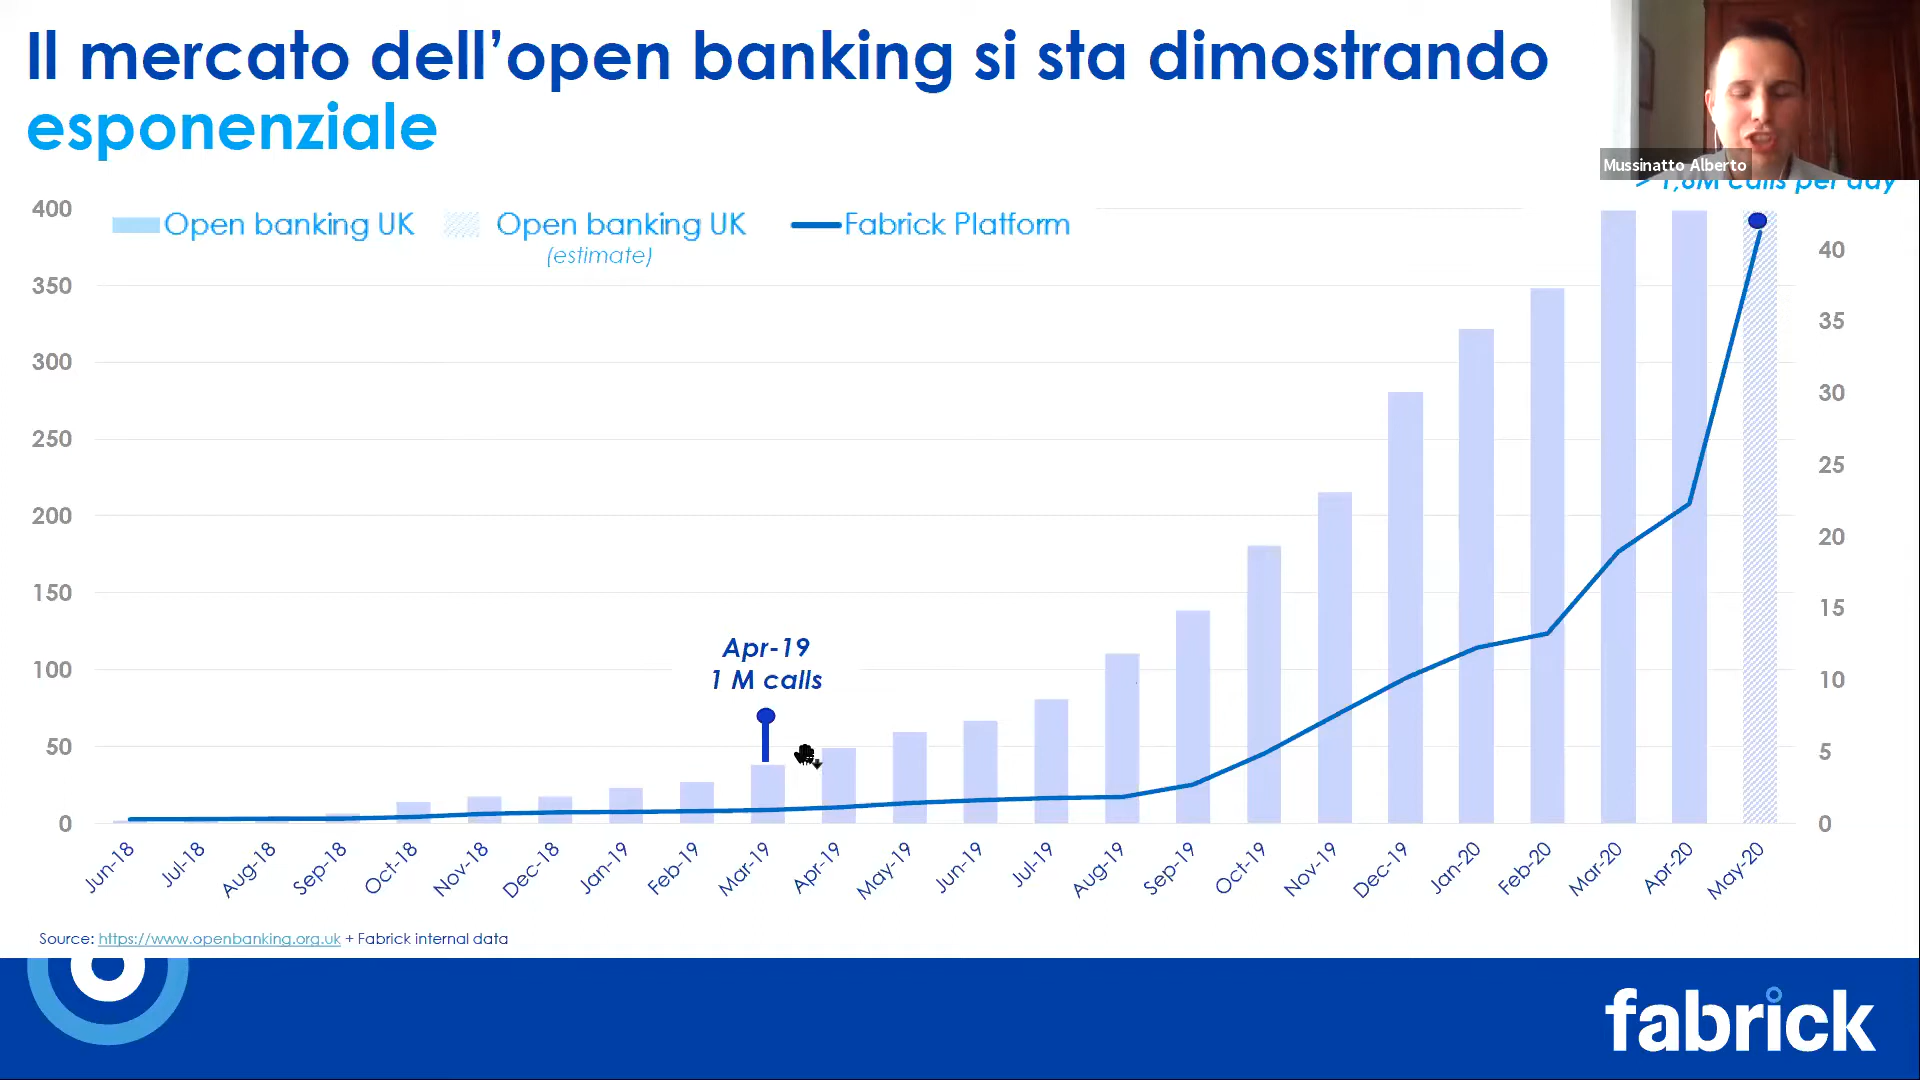 Il mercato dell’open banking si sta dimostrando
esponenziale
Mussinatto Alberto
calls per day
Open banking UK
Open banking UK
(estimate)
Fabrick Platform
400
350
300
250
200
150
100
50
0
40
35
30
25
20
15
10
5
0
Apr-19
1 M calls
Jun-18
Jul-18
Aug-18
Sep-18
Oct-18
Nov-18
Dec-18
Jan-19
Feb-19
Mar-19
Apr-19
May-19
Jun-19
Jul-19
Aug-19
Sep-19
Oct-19
Nov-19
Dec-19
Jan-20
Feb-20
Mar-20
Apr-20
May-20
Source: https://www.openbanking.org.uk + Fabrick internal data
fabrick